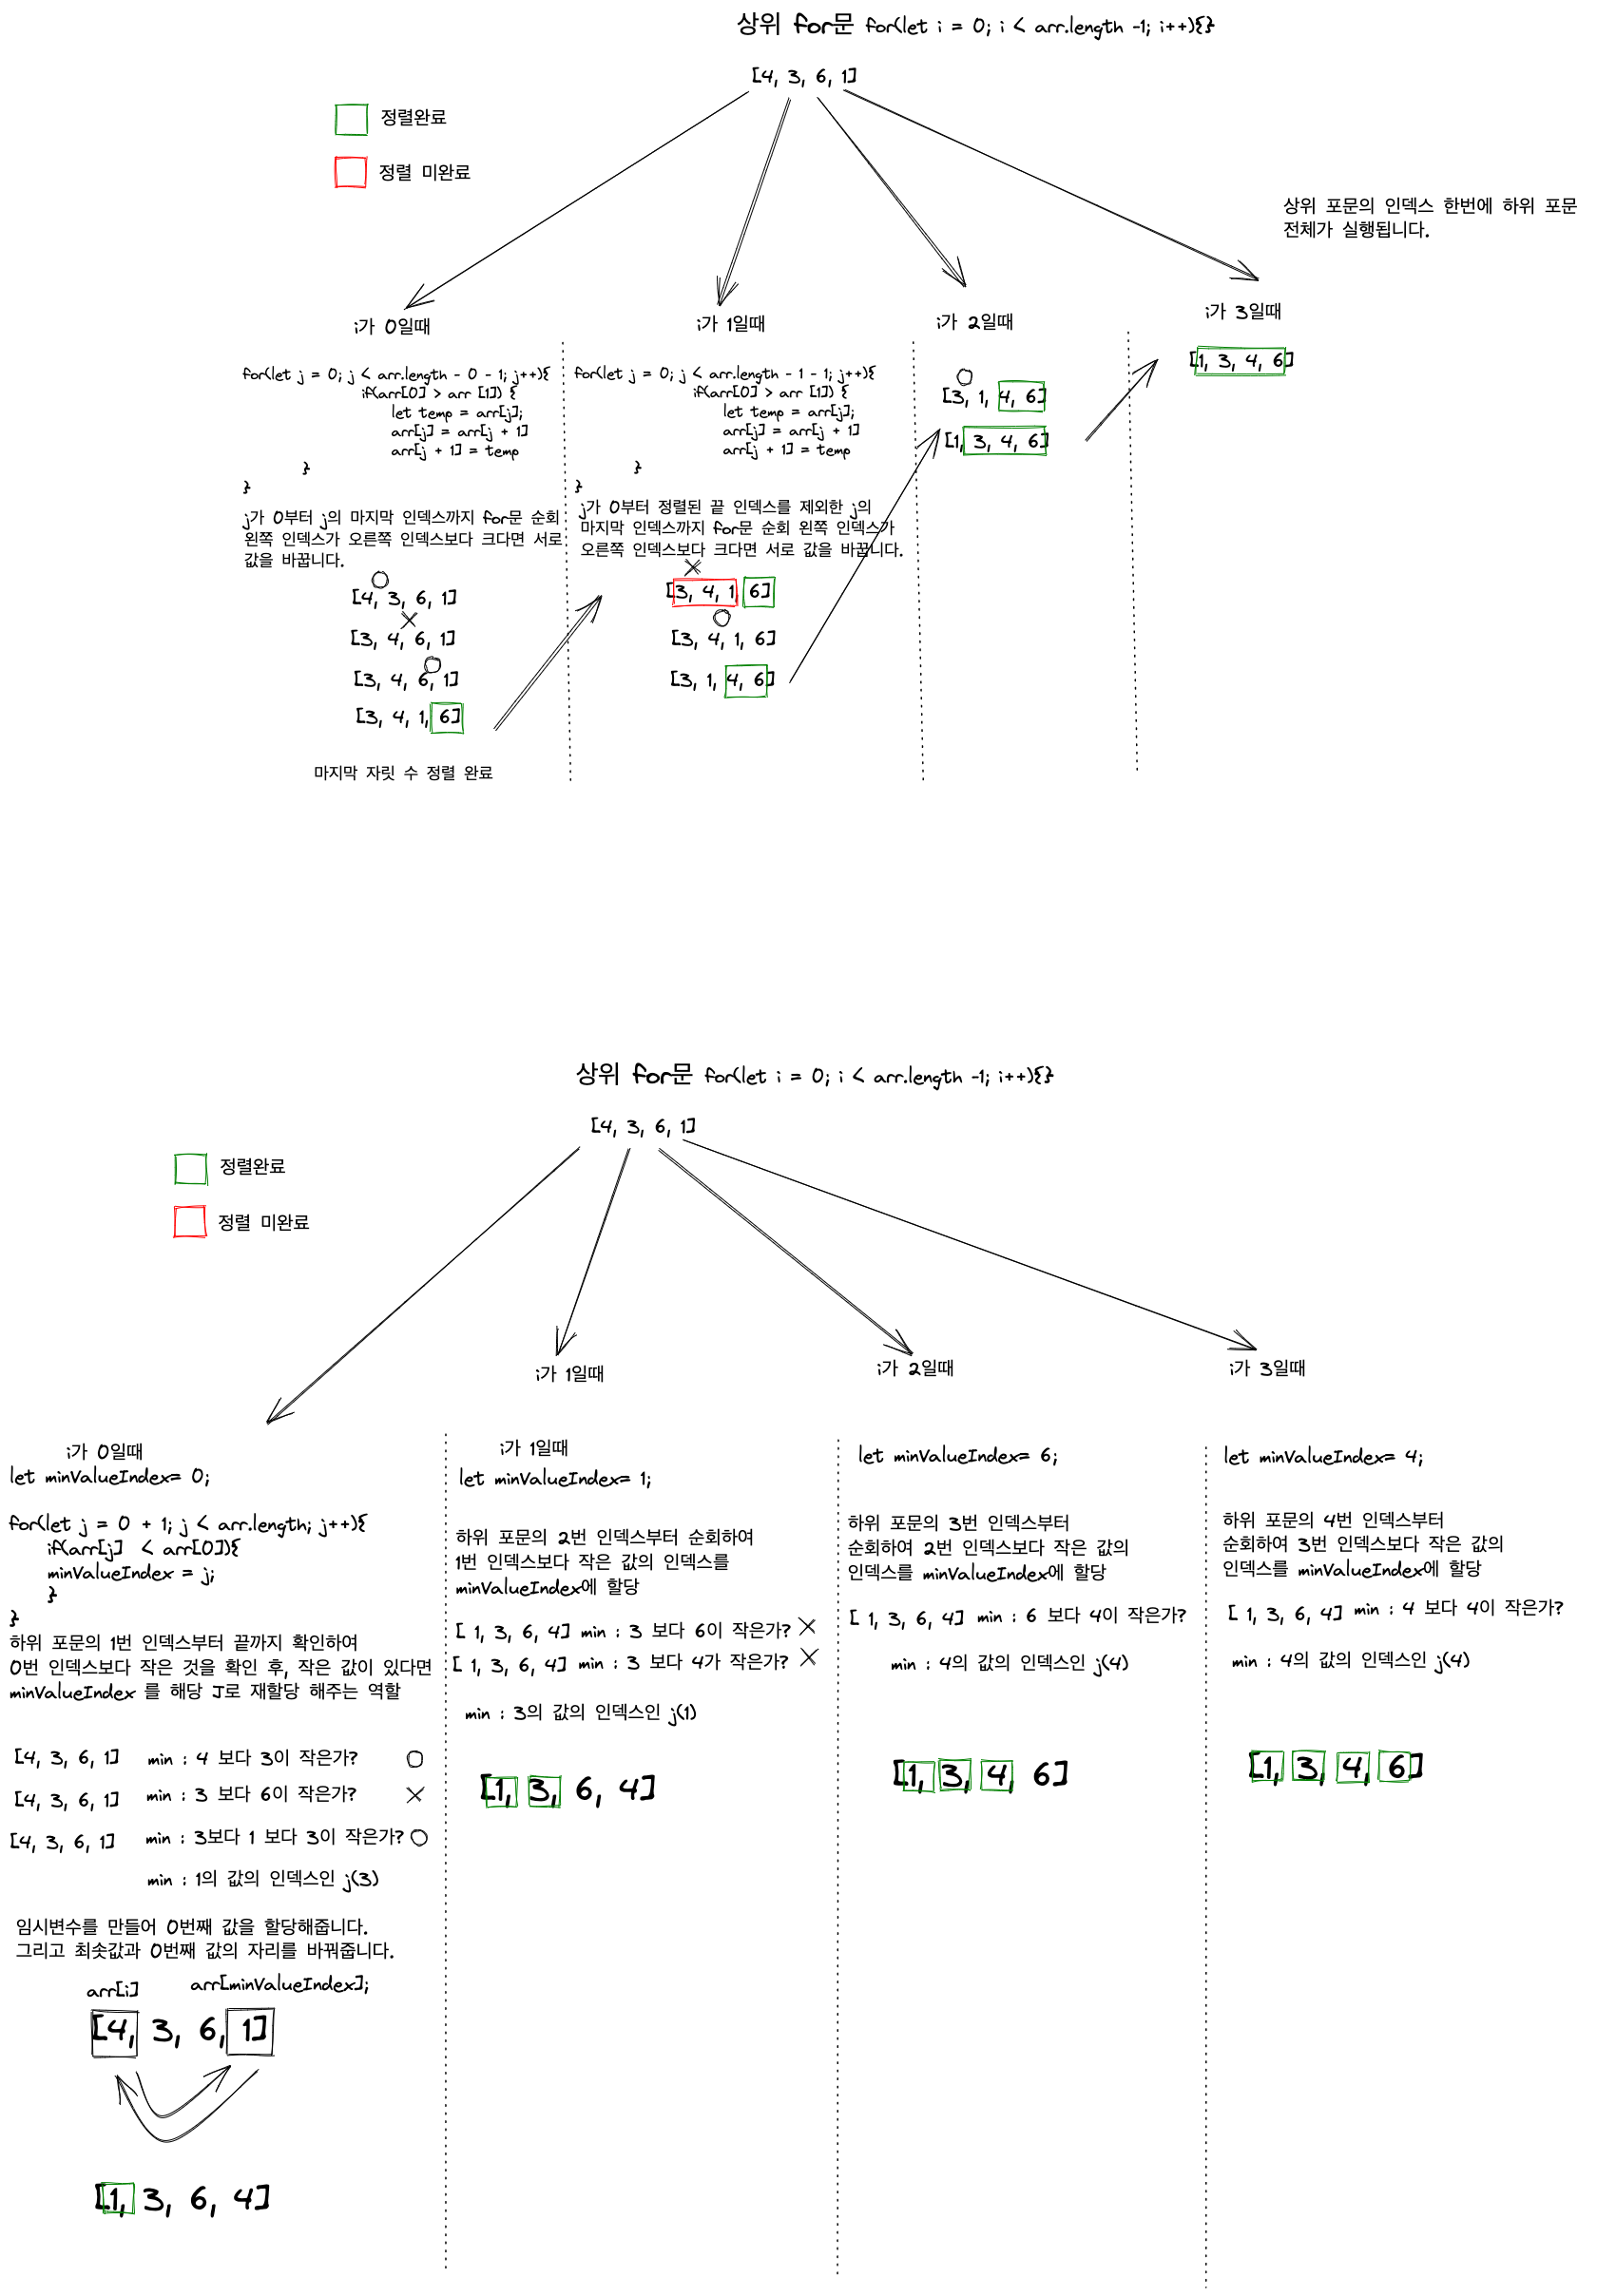 상위 for문 for(let i = 0; i < arr.length -1; i++){}
[4, 3, 6, 1]
정렬완료
정렬 미완료
상위 포문의 인덱스 한번에 하위 포문
전체가 실행됩니다.
i가 0일때
for(let j = 0; j < arr.length - 0 - 1; j++){
if(arr[0] > arr [1]) {
let temp = arr[j];
arr[j] = arr[j + 1]
arr[j + 1] = temp
}
}
j가 0부터 j의 마지막 인덱스까지 for문 순회
왼쪽 인덱스가 오른쪽 인덱스보다 크다면 서로
값을 바꿉니다.
[4, 3, 6, 1]
[3, 4, 6, 1]
[3, 4, 6, 1]
[3, 4, 1, 6]
마지막 자릿 수 정렬 완료
i가 1일때
for(let j = 0; j < arr.length - 1 - 1; j++){
if(arr[0] > arr [1]) {
let temp = arr[j];
arr[j] = arr[j + 1]
arr[j + 1] = temp
}
}
j가 0부터 정렬된 끝 인덱스를 제외한 j의
마지막 인덱스까지 for문 순회 왼쪽 인덱스가
오른쪽 인덱스보다 크다면 서로 값을 바꿉니다.
[3, 4, 1, 6]
[3, 4, 1, 6]
[3, 1, 4, 6]
i가 2일때
[3, 1, 4, 6]
[1, 3, 4, 6]
i가 3일때
[1, 3, 4, 6]
상위 for문 for(let i = 0; i < arr.length -1; i++){}
[4, 3, 6, 1]
정렬완료
정렬 미완료
i가 1일때
i가 2일때
i가 3일때
i가 0일때
let minValueIndex= 0;
for(let j = 0 + 1; j < arr.length; j++){
if(arr[j] < arr[0]){
minValueIndex = j;
}
}
하위 포문의 1번 인덱스부터 끝까지 확인하여
0번 인덱스보다 작은 것을 확인 후, 작은 값이 있다면
minValueIndex 를 해당 J로 재할당 해주는 역할
[4, 3, 6, 1] min : 4 보다 3이 작은가?
[4, 3, 6, 1] min : 3 보다 6이 작은가?
[4, 3, 6, 1] min : 3보다 1 보다 3이 작은가?
min : 1의 값의 인덱스인 j(3)
임시변수를 만들어 0번째 값을 할당해줍니다.
그리고 최솟값과 0번째 값의 자리를 바꿔줍니다.
arr[i] arr[minValueIndex];
[4, 3, 6, 1]
[1, 3, 6, 4]
i가 1일때
let minValueIndex= 1;
하위 포문의 2번 인덱스부터 순회하여
1번 인덱스보다 작은 값의 인덱스를
minValueIndex에 할당
[ 1, 3, 6, 4] min : 3 보다 6이 작은가?
[ 1, 3, 6, 4] min : 3 보다 4가 작은가?
min : 3의 값의 인덱스인 j(1)
[1, 3, 6, 4]
let minValueIndex= 6;
하위 포문의 3번 인덱스부터
순회하여 2번 인덱스보다 작은 값의
인덱스를 minValueIndex에 할당
[ 1, 3, 6, 4] min : 6 보다 4이 작은가?
min : 4의 값의 인덱스인 j(4)
[1, 3, 4, 6]
let minValueIndex= 4;
하위 포문의 4번 인덱스부터
순회하여 3번 인덱스보다 작은 값의
인덱스를 minValueIndex에 할당
[ 1, 3, 6, 4] min : 4 보다 4이 작은가?
min : 4의 값의 인덱스인 j(4)
[1, 3, 4, 6]